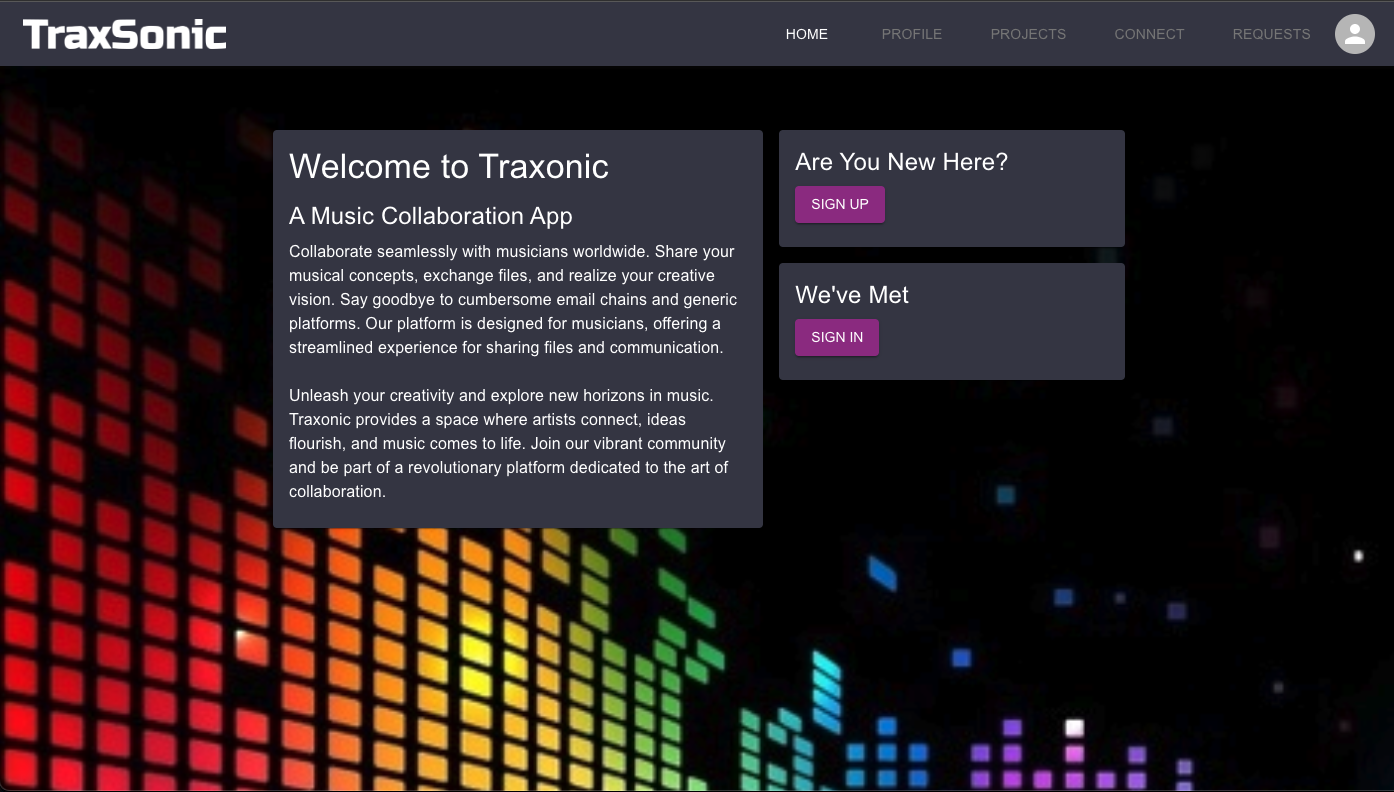 TraxSonic
HOME PROFILE PROJECTS CONNECT REQUESTS
Welcome to Traxonic
A Music Collaboration App
Collaborate seamlessly with musicians worldwide. Share your
musical concepts, exchange files, and realize your creative
vision. Say goodbye to cumbersome email chains and generic
platforms. Our platform is designed for musicians, offering a
streamlined experience for sharing files and communication.
Unleash your creativity and explore new horizons in music.
Traxonic provides a space where artists connect, ideas
flourish, and music comes to life. Join our vibrant community
and be part of a revolutionary platform dedicated to the art of
collaboration.
Are You New Here?
SIGN UP
We've Met
SIGN IN